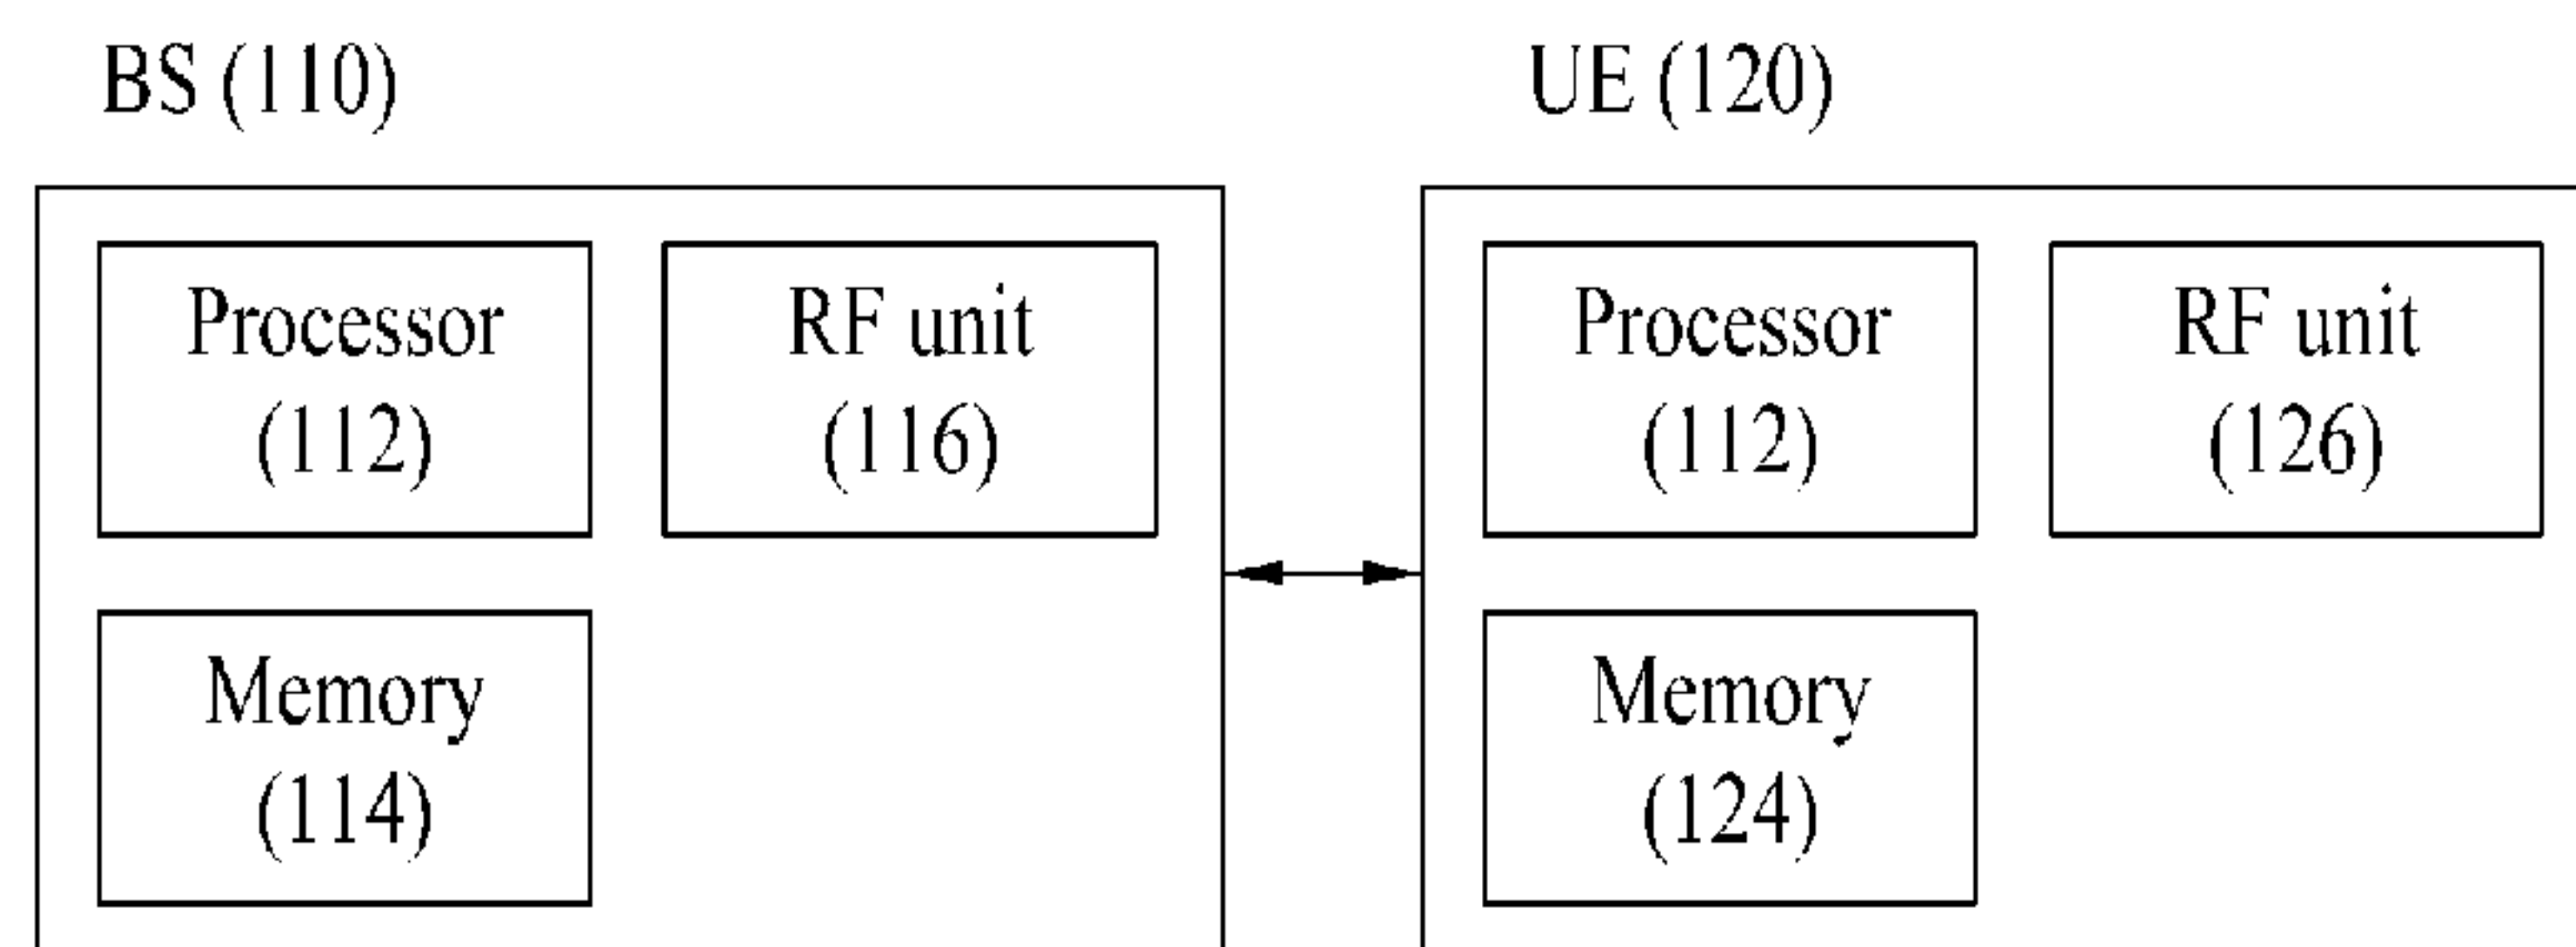 BS (110)
Processor
(112)
RF unit
(116)
Memory
(114)
UE (120)
Processor
(112)
RF unit
(126)
Memory
(124)